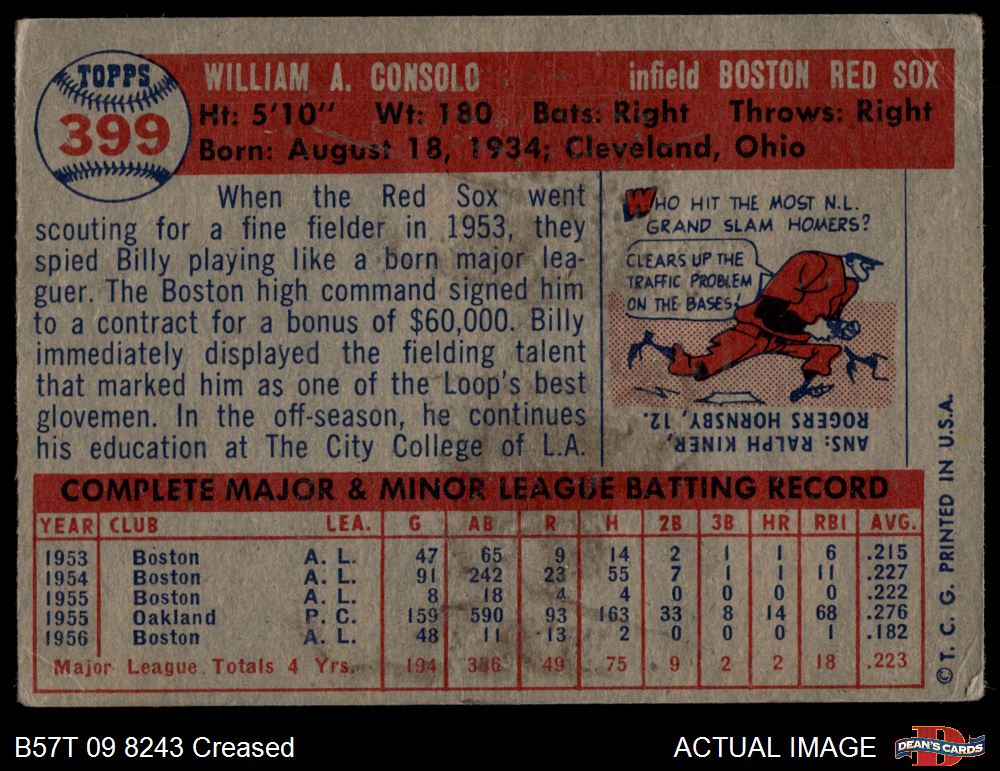 TOPPS
399
WILLIAM A. CONSOLO infield BOSTON RED SOX
Ht: 5'10" Wt: 180 Bats: Right Throws: Right
Born: August 18, 1934; Cleveland, Ohio
When the Red Sox went
scouting for a fine fielder in 1953, they
spied Billy playing like a born major lea-
guer. The Boston high command signed him
to a contract for a bonus of $60,000. Billy
immediately displayed the fielding talent
that marked him as one of the Loop's best
glovemen. In the off-season, he continues
his education at The City College of L.A.
WHO HIT THE MOST N.L.
GRAND SLAM HOMERS?
CLEARS UP THE
TRAFFIC PROBLEM
ON THE BASES!
ANS: RALPH KINER,
ROGERS HORNSBY, 12.
COMPLETE MAJOR & MINOR LEAGUE BATTING RECORD
YEAR CLUB LEA. G AB R H 2B 3B HR RBI AVG.
1953 Boston A. L. 47 65 9 14 2 1 1 6 .215
1954 Boston A. L. 91 242 23 55 7 1 1 11 .227
1955 Boston A. L. 8 18 4 4 0 0 0 0 .222
1955 Oakland P. C. 159 590 93 163 33 8 14 68 .276
1956 Boston A. L. 48 11 13 2 0 0 0 1 .182
Major League Totals 4 Yrs. 194 336 49 75 9 2 2 18 .223
© T. C. G. PRINTED IN U.S.A.
B57T 09 8243 Creased
ACTUAL IMAGE
DEAN'S CARDS